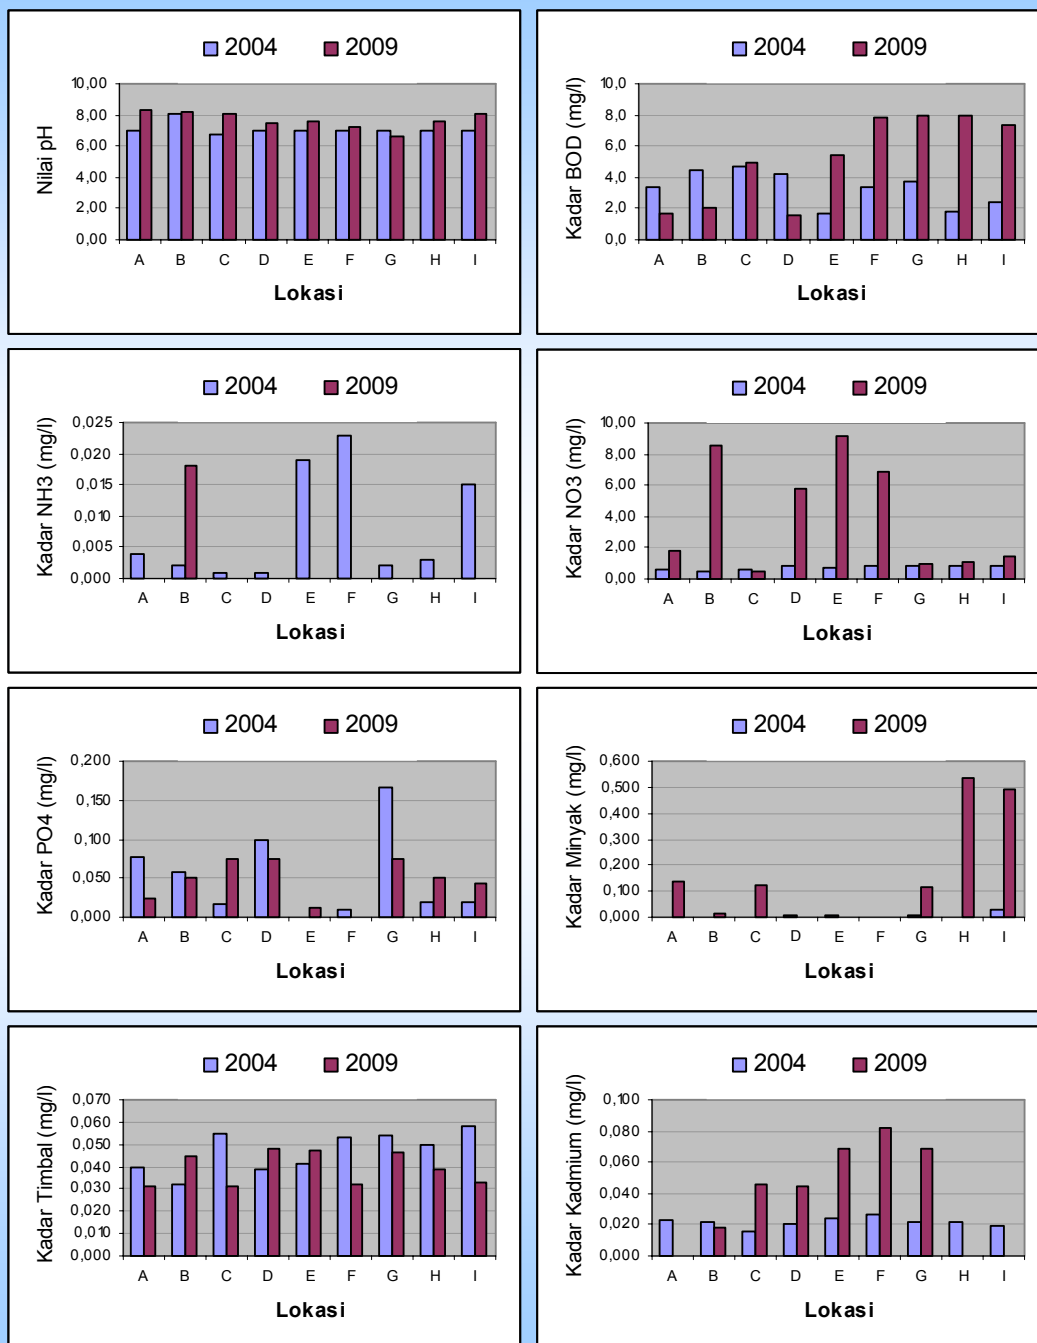 2004 2009
Nilai pH
10,00
8,00
6,00
4,00
2,00
0,00
A B C D E F G H I
Lokasi
2004 2009
Kadar BOD (mg/l)
10,0
8,0
6,0
4,0
2,0
0,0
A B C D E F G H I
Lokasi
2004 2009
Kadar NH3 (mg/l)
0,025
0,020
0,015
0,010
0,005
0,000
A B C D E F G H I
Lokasi
2004 2009
Kadar NO3 (mg/l)
10,00
8,00
6,00
4,00
2,00
0,00
A B C D E F G H I
Lokasi
2004 2009
Kadar PO4 (mg/l)
0,200
0,150
0,100
0,050
0,000
A B C D E F G H I
Lokasi
2004 2009
Kadar Minyak (mg/l)
0,600
0,500
0,400
0,300
0,200
0,100
0,000
A B C D E F G H I
Lokasi
2004 2009
Kadar Timbal (mg/l)
0,070
0,060
0,050
0,040
0,030
0,020
0,010
0,000
A B C D E F G H I
Lokasi
2004 2009
Kadar Kadmium (mg/l)
0,100
0,080
0,060
0,040
0,020
0,000
A B C D E F G H I
Lokasi